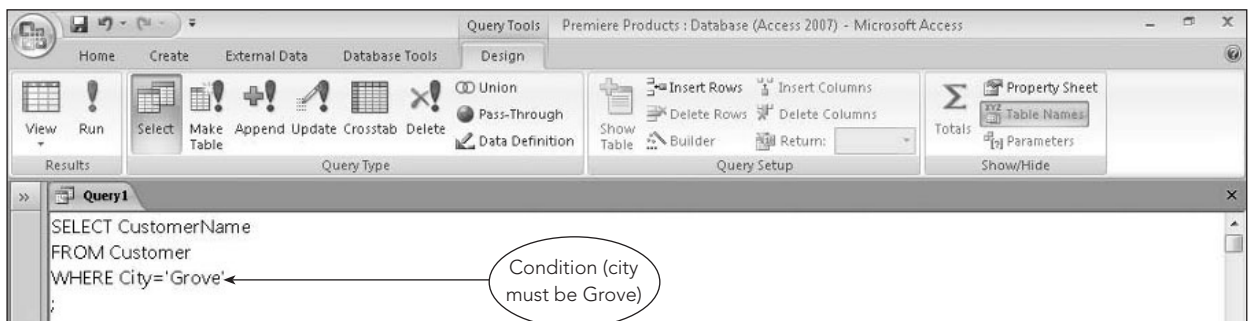 Query Tools Premiere Products : Database (Access 2007) - Microsoft Access
Home Create External Data Database Tools Design
View Run Select Make Table Append Update Crosstab Delete
Union
Pass-Through
Data Definition
Show Table
Insert Rows Insert Columns
Delete Rows Delete Columns
Builder Return:
Totals
Property Sheet
XYZ Table Names
Parameters
Results Query Type Query Setup Show/Hide
Query1
SELECT CustomerName
FROM Customer
WHERE City='Grove'
;
Condition (city
must be Grove)